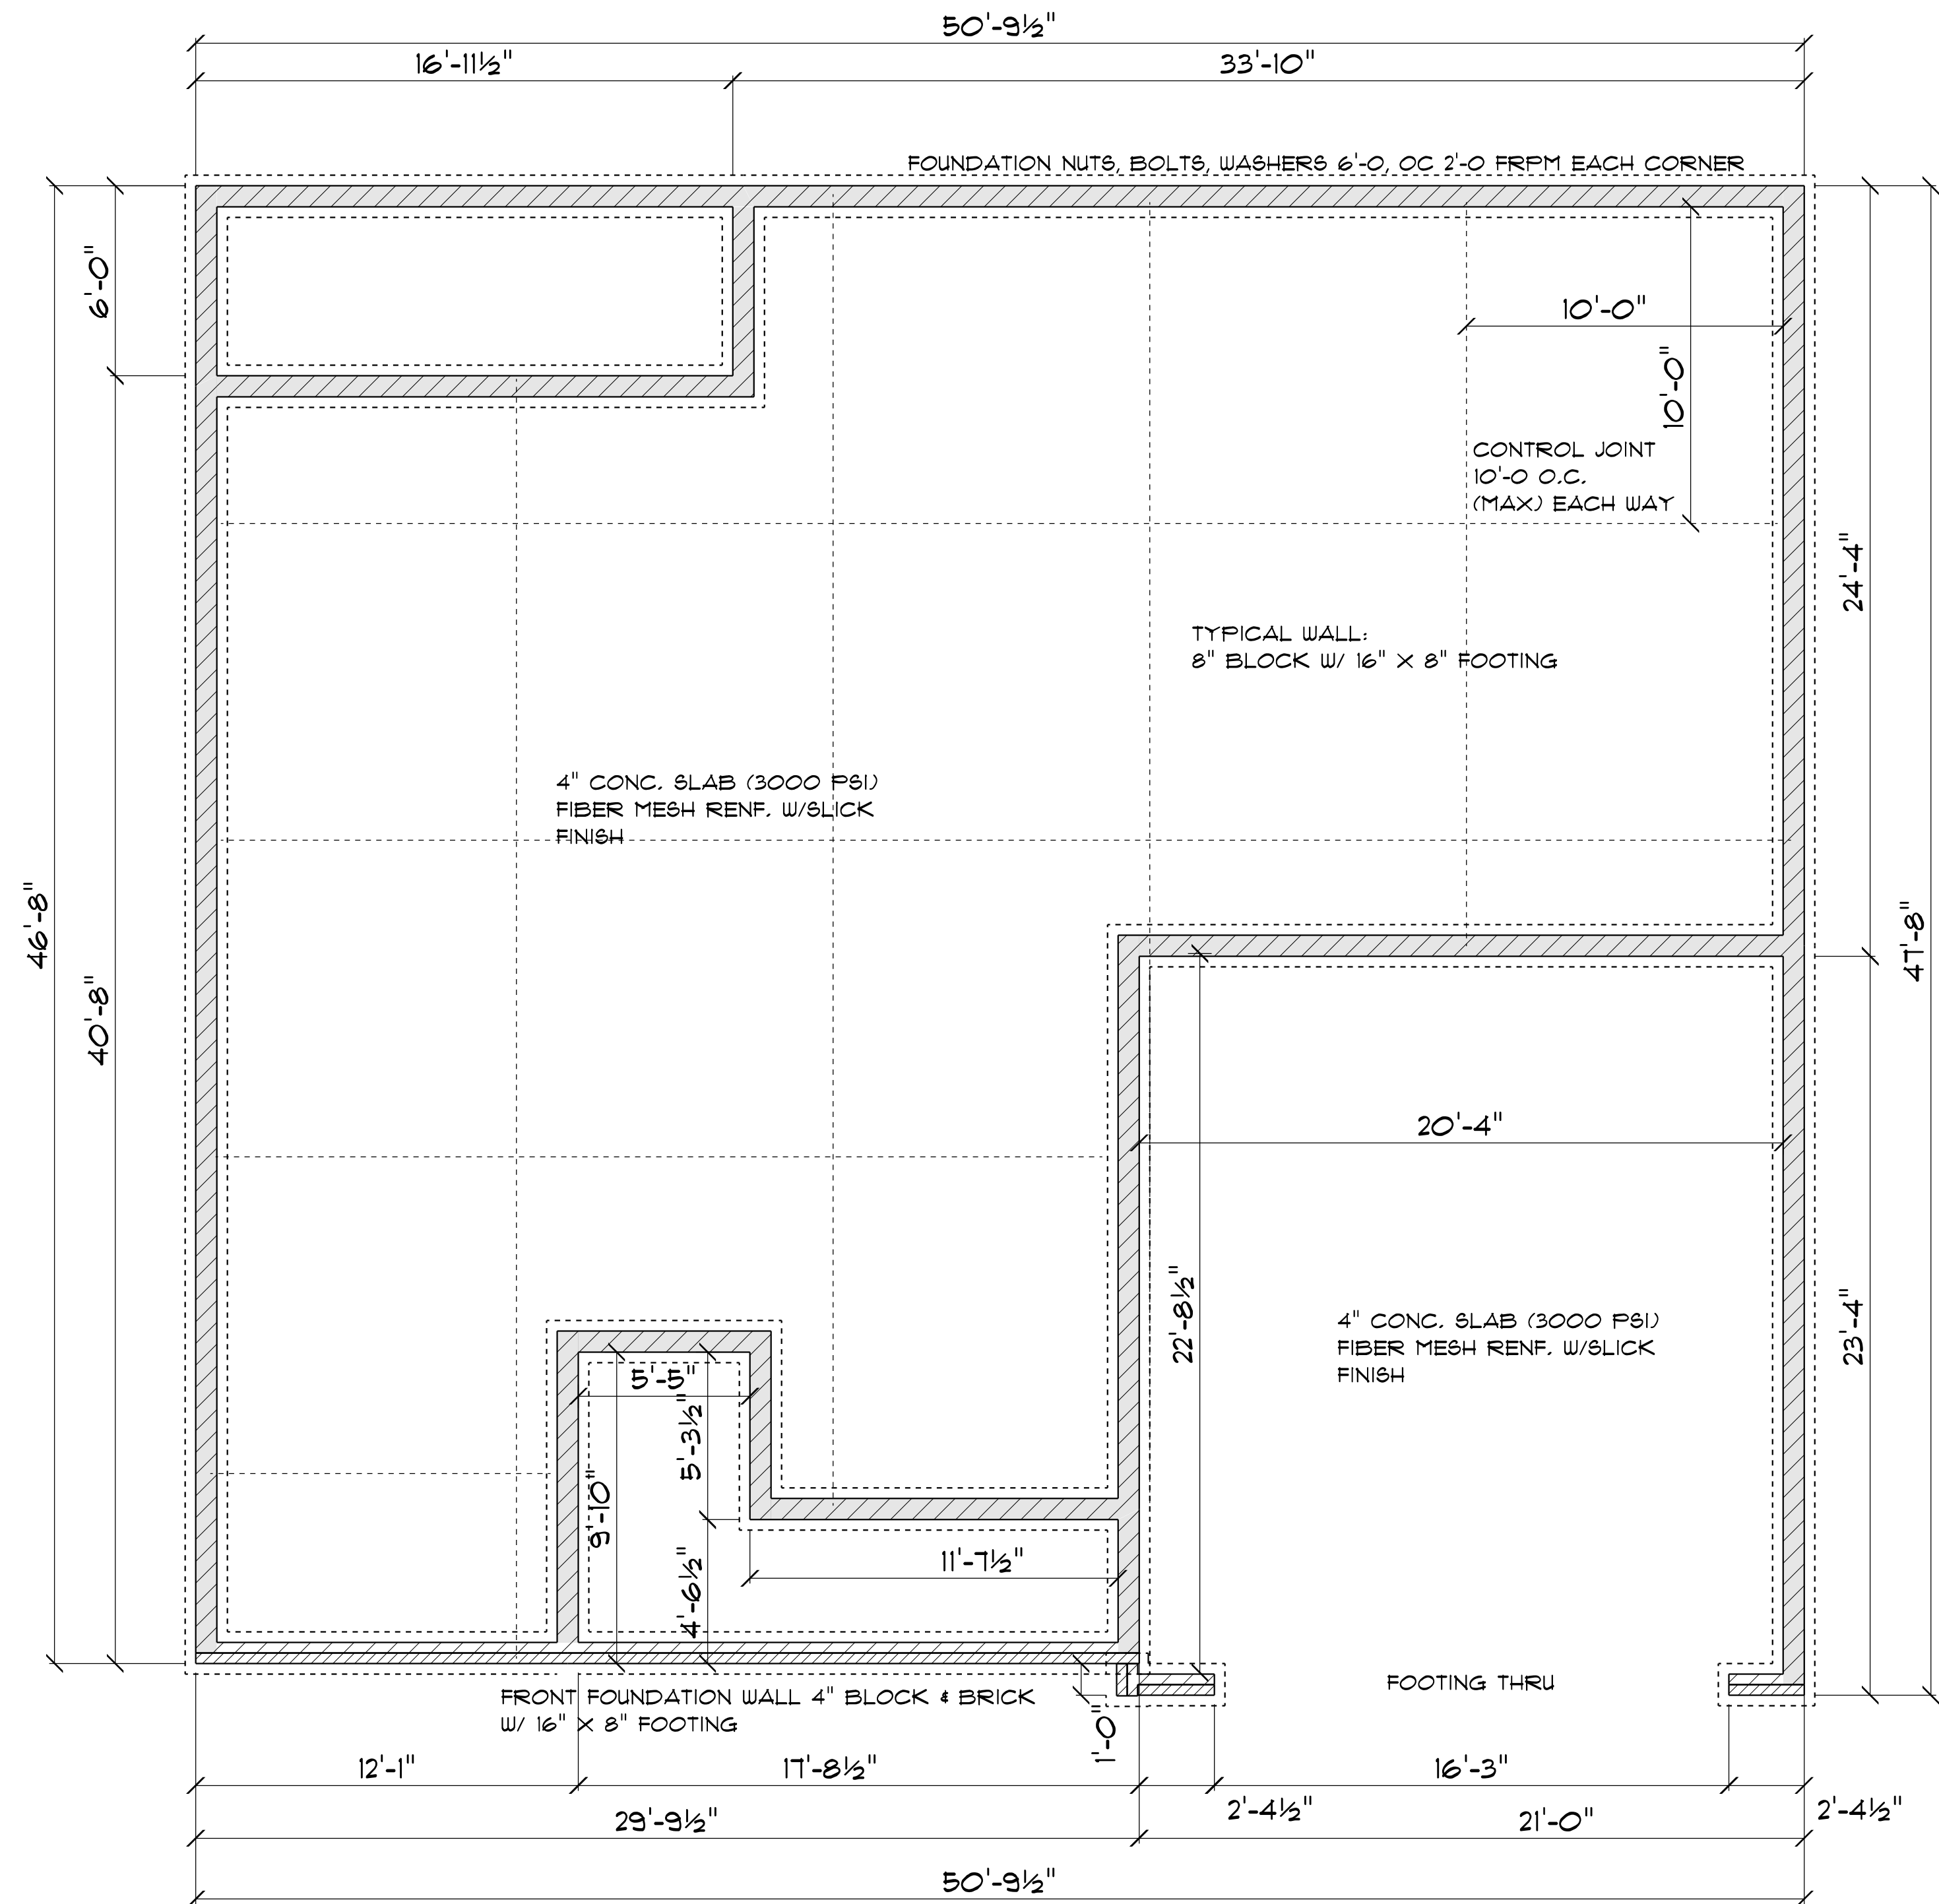 50'-9½"
16'-11½"
33'-10"
FOUNDATION NUTS, BOLTS, WASHERS 6'-0, OC 2'-0 FRPM EACH CORNER
6'-0"
10'-0"
10'-0"
CONTROL JOINT
10'-0 O.C.
(MAX) EACH WAY
24'-4"
TYPICAL WALL:
8" BLOCK W/ 16" X 8" FOOTING
4" CONC. SLAB (3000 PSI)
FIBER MESH RENF. W/SLICK
FINISH
46'-8"
47'-8"
40'-8"
20'-4"
22'-8½"
4" CONC. SLAB (3000 PSI)
FIBER MESH RENF. W/SLICK
FINISH
23'-4"
5'-5"
5'-3½"
9'-10"
11'-7½"
4'-6½"
FOOTING THRU
FRONT FOUNDATION WALL 4" BLOCK & BRICK
W/ 16" X 8" FOOTING
1'-0"
12'-1"
17'-8½"
16'-3"
2'-4½"
2'-4½"
29'-9½"
21'-0"
50'-9½"